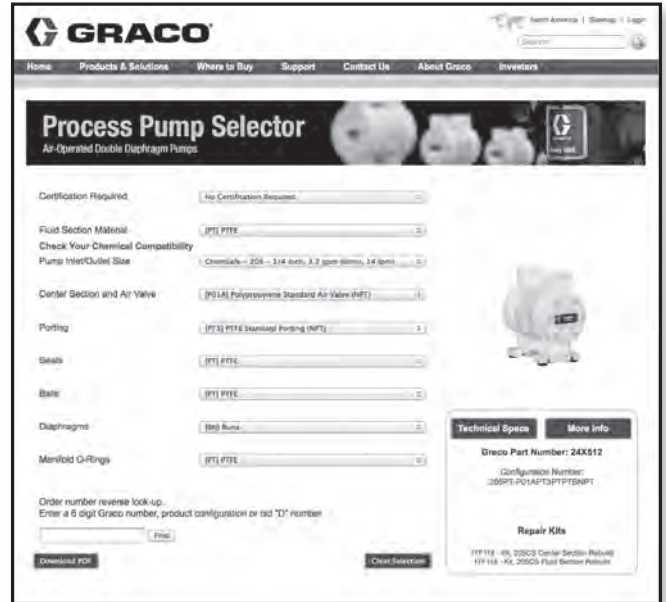 GRACO
North America | Sitemap | Login
Home Products & Solutions Where to Buy Support Contact Us About Graco Investors
Process Pump Selector
Air-Operated Double Diaphragm Pumps
Certification Required
No Certification Required
Fluid Section Material
[PT] PTFE
Check Your Chemical Compatibility
Pump Inlet/Outlet Size
Center Section and Air Valve
[P01A] Polypropylene Standard Air Valve (NPT)
Porting
[PT3] PTFE Standard Porting (NPT)
Seats
[PT] PTFE
Balls
[PT] PTFE
Diaphragms
[BN] Buna
Manifold O-Rings
[PT] PTFE
Technical Specs More Info
Graco Part Number: 24X512
Configuration Number:
Repair Kits
Order number reverse look-up.
Enter a 6 digit Graco number, product configuration or old "D" number
Find
Download PDF
Clear Selection